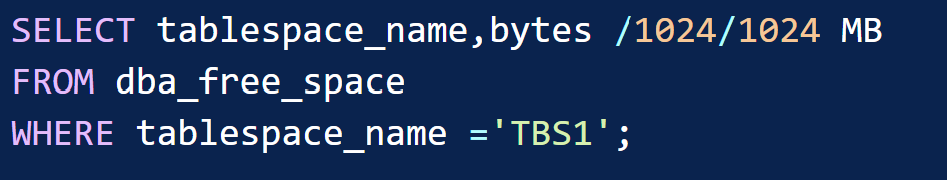 SELECT tablespace_name,bytes /1024/1024 MB
FROM dba_free_space
WHERE tablespace_name ='TBS1';